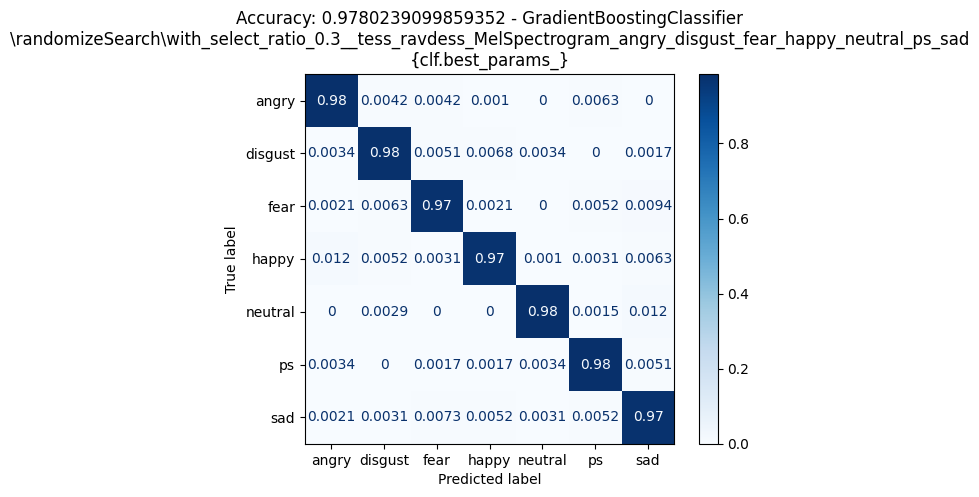 Accuracy: 0.9780239099859352 - GradientBoostingClassifier
\randomizeSearch\with_select_ratio_0.3__tess_ravdess_MelSpectrogram_angry_disgust_fear_happy_neutral_ps_sad
{clf.best_params_}
True label
angry 0.98 0.0042 0.0042 0.001 0 0.0063 0
disgust 0.0034 0.98 0.0051 0.0068 0.0034 0 0.0017
fear 0.0021 0.0063 0.97 0.0021 0 0.0052 0.0094
happy 0.012 0.0052 0.0031 0.97 0.001 0.0031 0.0063
neutral 0 0.0029 0 0 0.98 0.0015 0.012
ps 0.0034 0 0.0017 0.0017 0.0034 0.98 0.0051
sad 0.0021 0.0031 0.0073 0.0052 0.0031 0.0052 0.97
angry disgust fear happy neutral ps sad
Predicted label
0.8
0.6
0.4
0.2
0.0